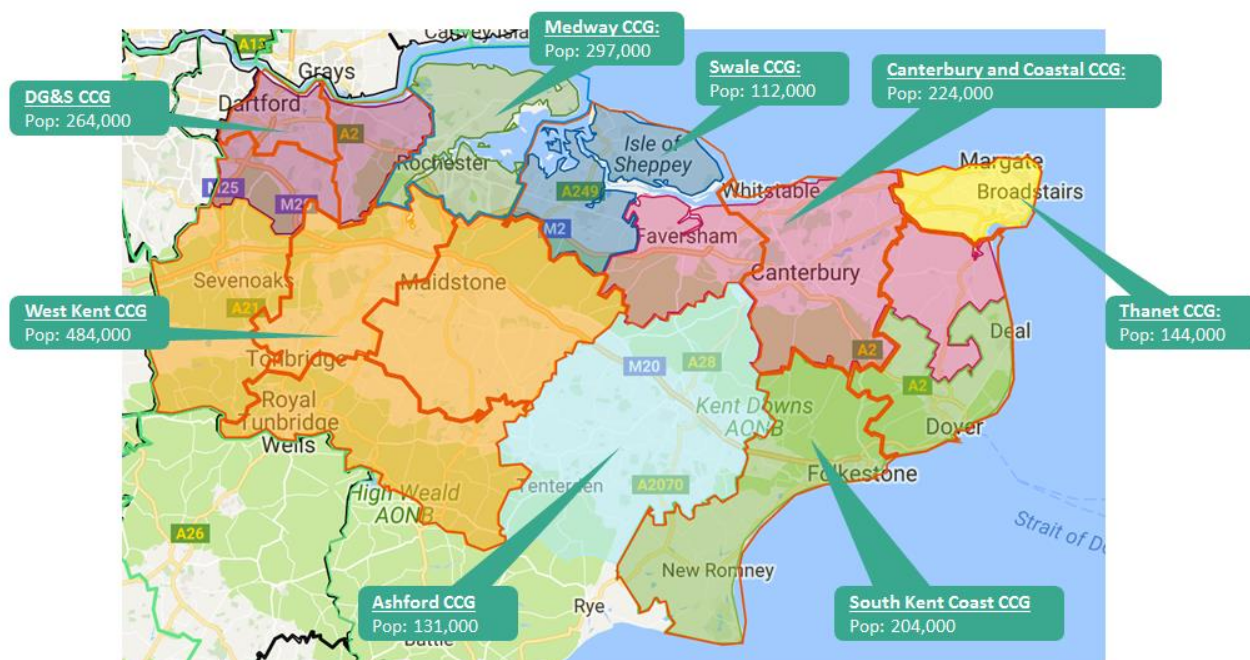 Medway CCG:
Pop: 297,000
Swale CCG:
Pop: 112,000
Canterbury and Coastal CCG:
Pop: 224,000
DG&S CCG
Pop: 264,000
West Kent CCG
Pop: 484,000
Thanet CCG:
Pop: 144,000
Ashford CCG
Pop: 131,000
South Kent Coast CCG
Pop: 204,000
Grays
Dartford
A2
Rochester
Isle of
Sheppey
A249
M25
M2
Whitstable
Margate
Broadstairs
Faversham
Canterbury
Sevenoaks
A21
Maidstone
Tonbridge
Royal
Tunbridge
Wells
M20
A28
A2
A2
Deal
Dover
Kent Downs
AONB
Folkestone
Tenterden
A2070
High Weald
AONB
A26
New Romney
Rye
Strait of